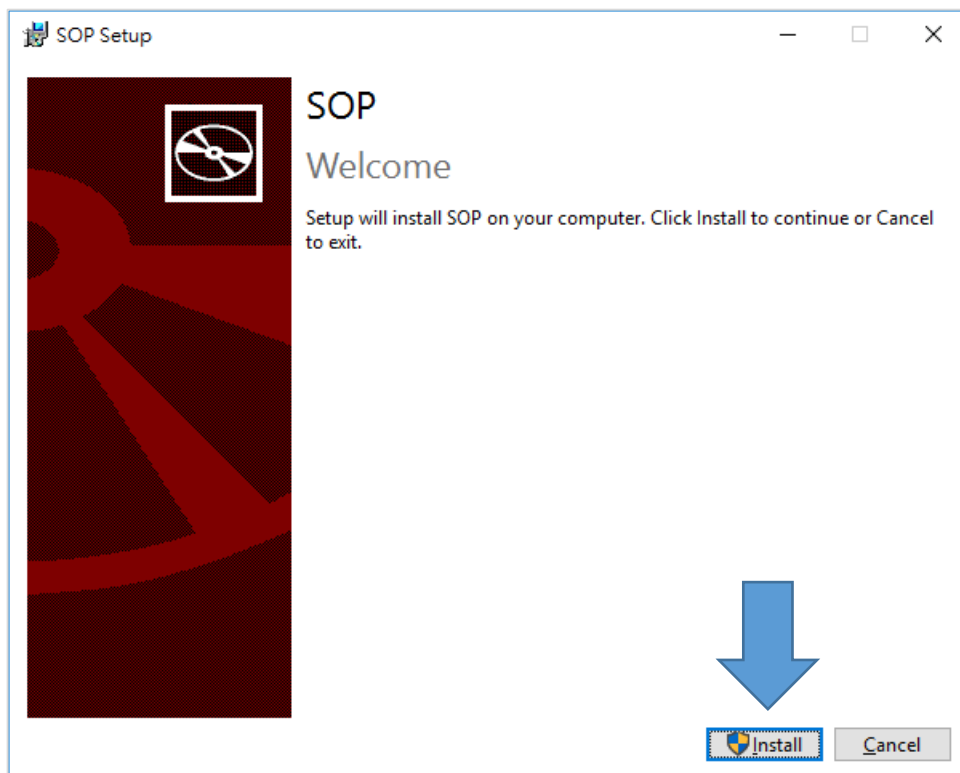 SOP Setup
SOP
Welcome
Setup will install SOP on your computer. Click Install to continue or Cancel
to exit.
Install
Cancel